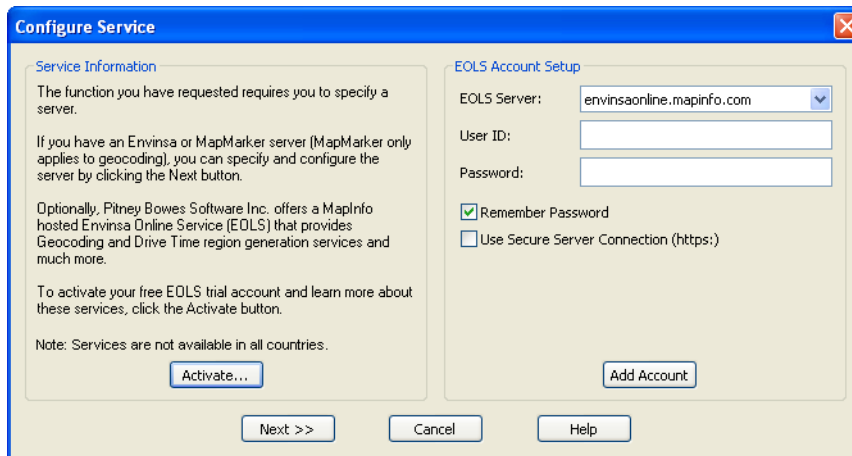 Configure Service
Service Information
The function you have requested requires you to specify a
server.
If you have an Envinsa or MapMarker server (MapMarker only
applies to geocoding), you can specify and configure the
server by clicking the Next button.
Optionally, Pitney Bowes Software Inc. offers a MapInfo
hosted Envinsa Online Service (EOLS) that provides
Geocoding and Drive Time region generation services and
much more.
To activate your free EOLS trial account and learn more about
these services, click the Activate button.
Note: Services are not available in all countries.
Activate...
EOLS Account Setup
EOLS Server: envinsaonline.mapinfo.com
User ID:
Password:
Remember Password
Use Secure Server Connection (https:)
Add Account
Next >> Cancel Help